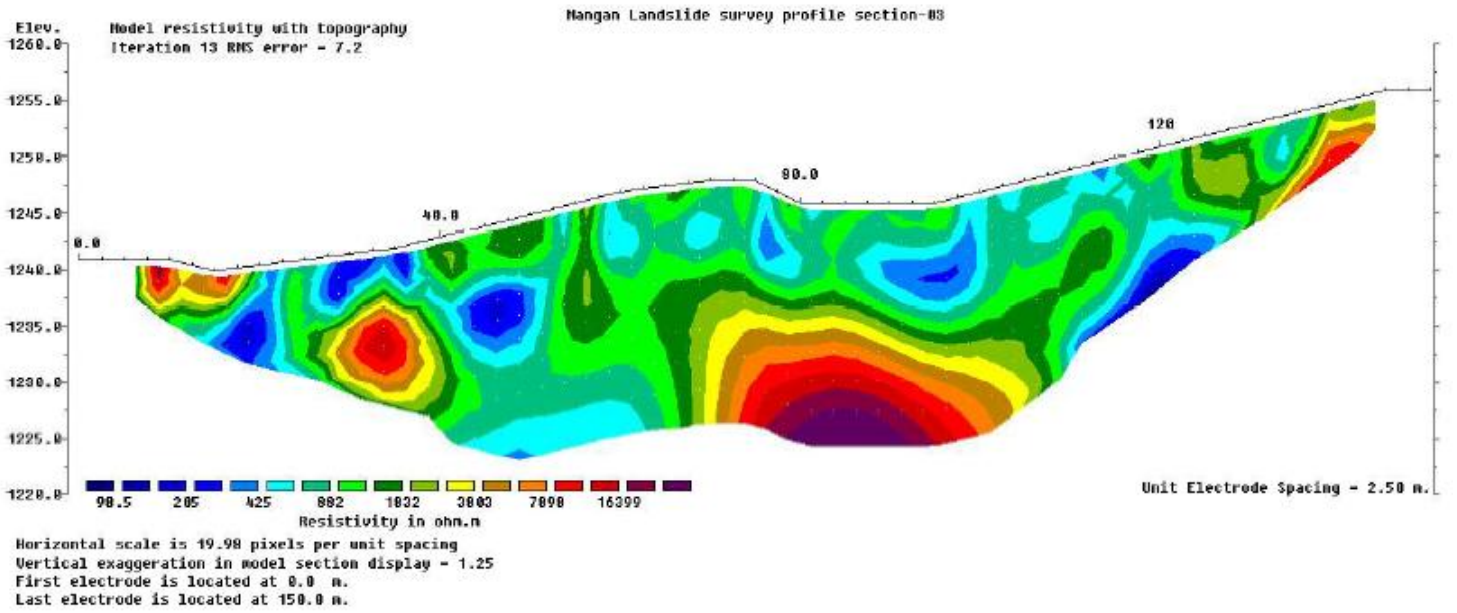 Mangan Landslide survey profile section-03
Elev.
Model resistivity with topography
Iteration 13 RMS error = 7.2
1260.0
1255.0
1250.0
1245.0
1240.0
1235.0
1230.0
1225.0
1220.0
0.0
40.0
80.0
120
90.5 205 425 882 1832 3803 7890 16399
Resistivity in ohm.m
Unit Electrode Spacing = 2.50 m.
Horizontal scale is 19.98 pixels per unit spacing
Vertical exaggeration in model section display = 1.25
First electrode is located at 0.0 m.
Last electrode is located at 150.0 m.